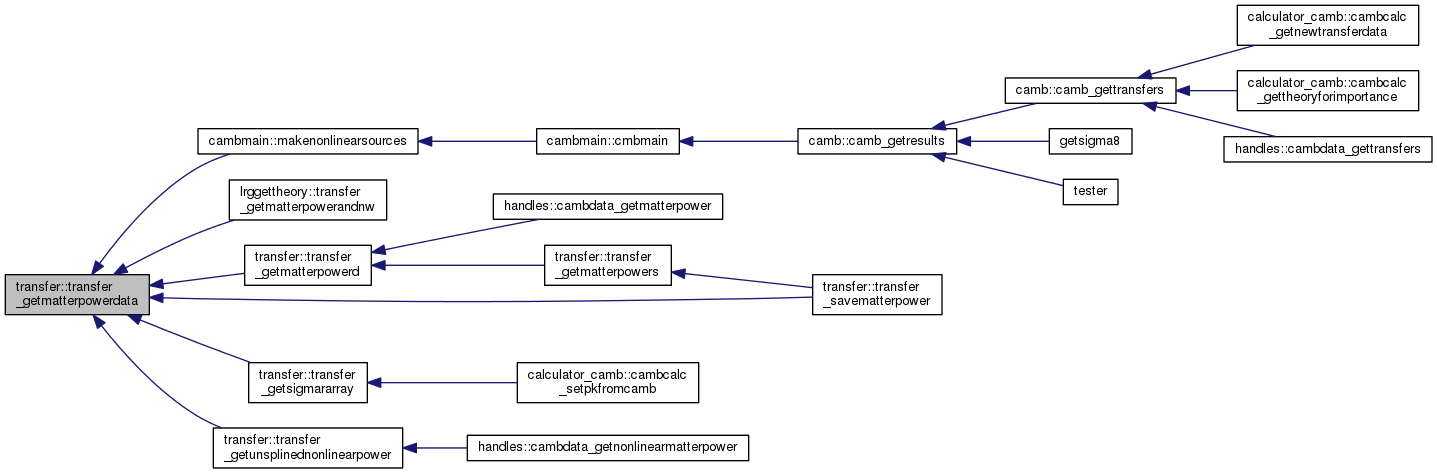 calculator_camb::cambcalc
_getnewtransferdata
camb::camb_gettransfers
calculator_camb::cambcalc
_gettheoryforimportance
cambmain::makenonlinearsources
cambmain::cmbmain
camb::camb_getresults
getsigma8
handles::cambdata_gettransfers
lrggettheory::transfer
_getmatterpowerandnw
tester
handles::cambdata_getmatterpower
transfer::transfer
_getmatterpowerd
transfer::transfer
_getmatterpowers
transfer::transfer
_getmatterpowerdata
transfer::transfer
_savematterpower
transfer::transfer
_getsigmararray
calculator_camb::cambcalc
_setpkfromcamb
transfer::transfer
_getunsplinednonlinearpower
handles::cambdata_getnonlinearmatterpower